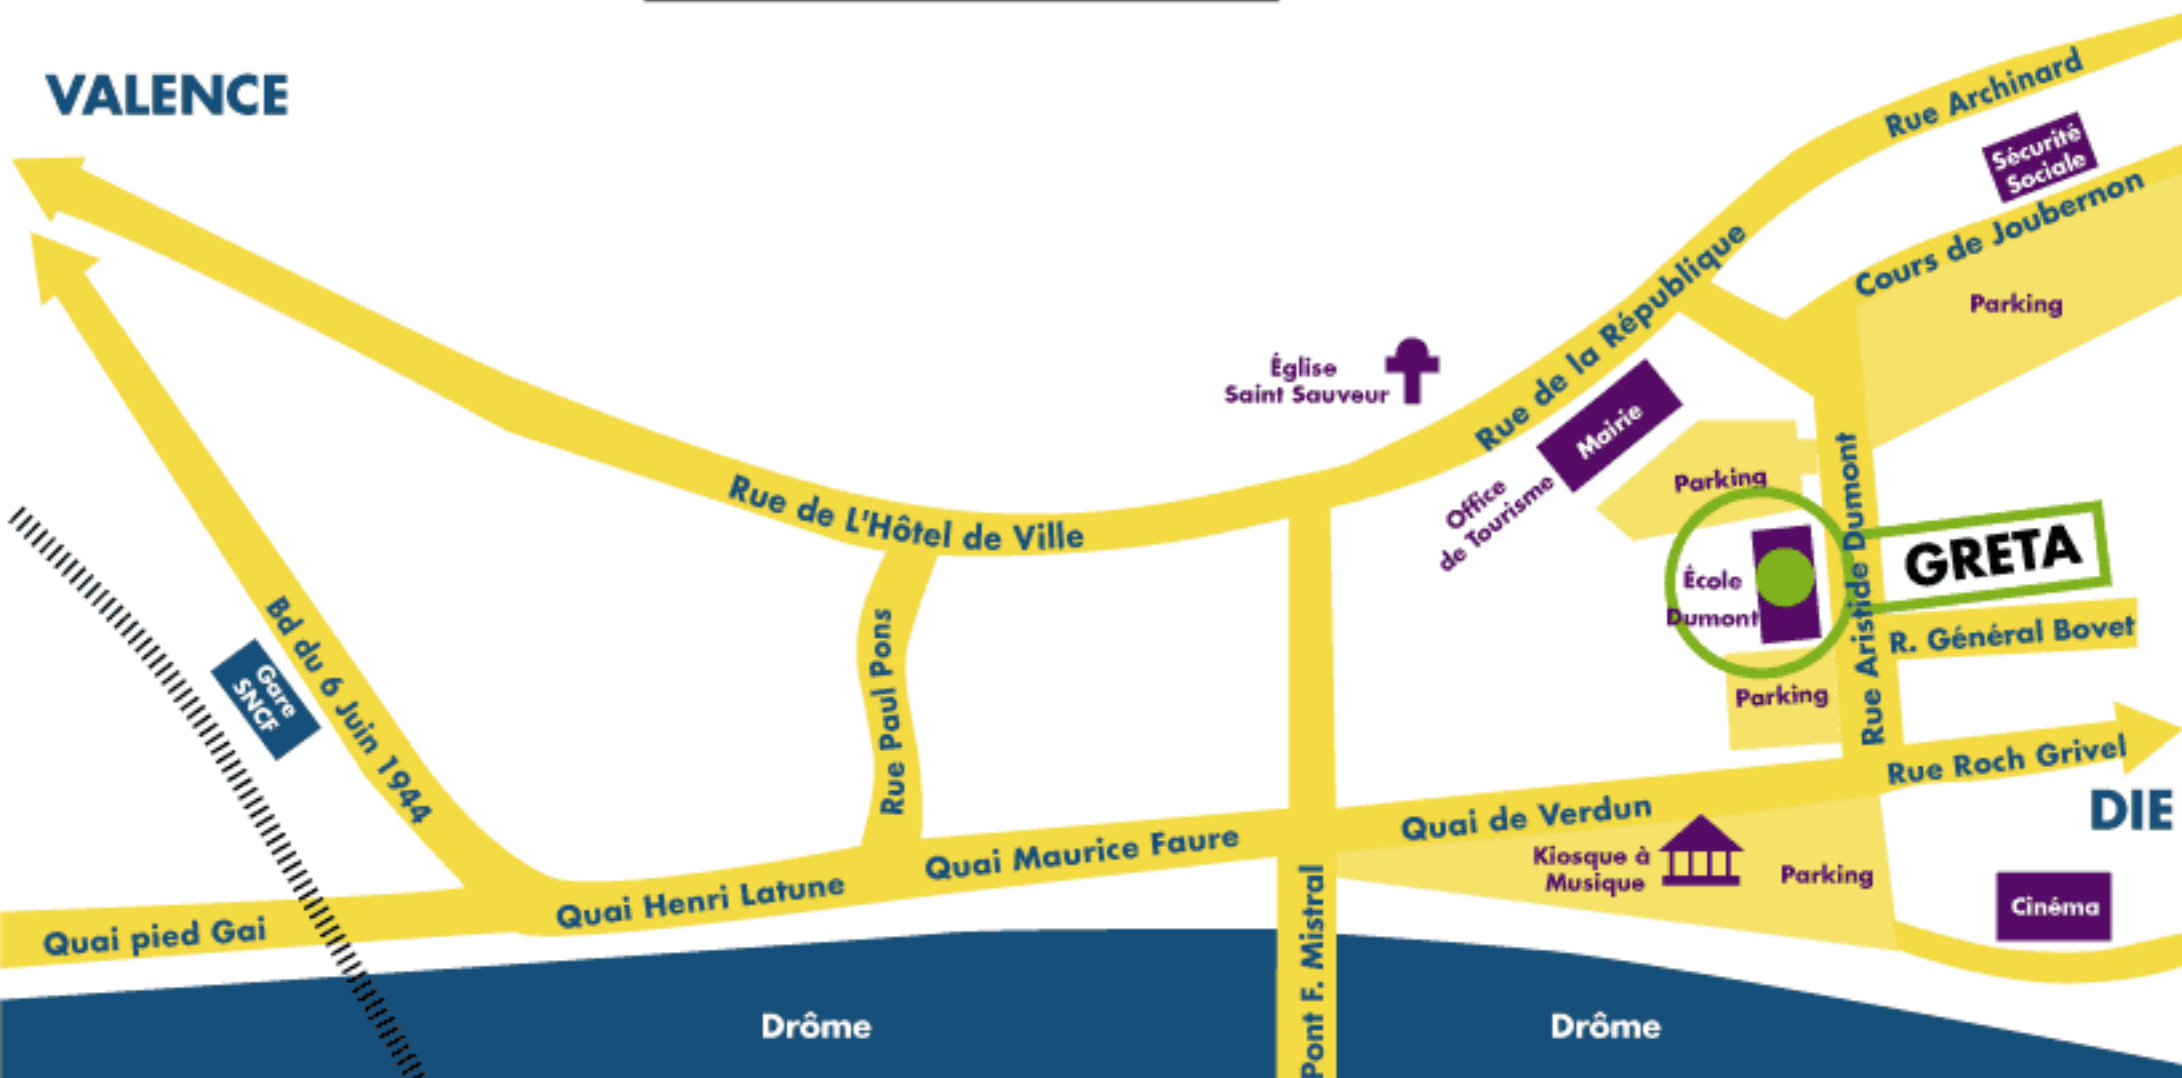 VALENCE
Rue Archinard
Sécurité
Sociale
Cours de Joubernon
Parking
Rue de la République
Église
Saint Sauveur
Mairie
Office
de Tourisme
Parking
Rue Aristide Dumont
GRETA
École
Dumont
R. Général Bovet
Parking
Rue de L'Hôtel de Ville
Rue Paul Pons
Bd du 6 Juin 1944
Gare
SNCF
Rue Roch Grivel
DIE
Quai de Verdun
Quai Maurice Faure
Kiosque à
Musique
Parking
Cinéma
Quai Henri Latune
Quai pied Gai
Pont F. Mistral
Drôme
Drôme